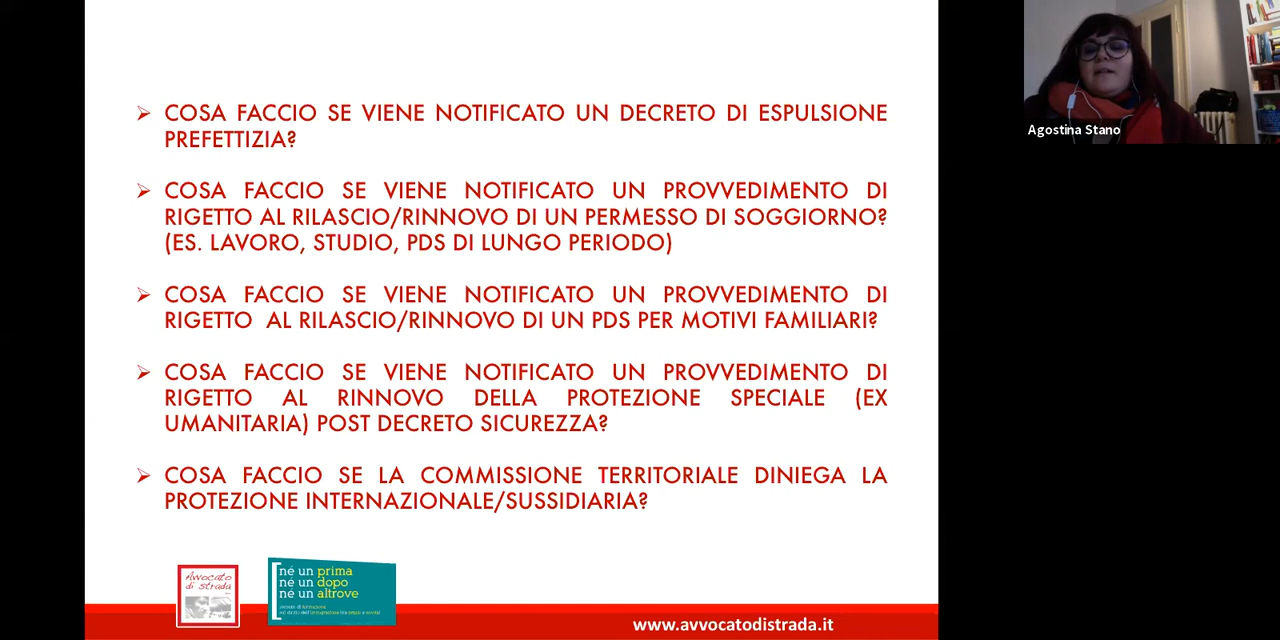 COSA FACCIO SE VIENE NOTIFICATO UN DECRETO DI ESPULSIONE
PREFETTIZIA?
COSA FACCIO SE VIENE NOTIFICATO UN PROVVEDIMENTO DI
RIGETTO AL RILASCIO/RINNOVO DI UN PERMESSO DI SOGGIORNO?
(ES. LAVORO, STUDIO, PDS DI LUNGO PERIODO)
COSA FACCIO SE VIENE NOTIFICATO UN PROVVEDIMENTO DI
RIGETTO AL RILASCIO/RINNOVO DI UN PDS PER MOTIVI FAMILIARI?
COSA FACCIO SE VIENE NOTIFICATO UN PROVVEDIMENTO DI
RIGETTO AL RINNOVO DELLA PROTEZIONE SPECIALE (EX
UMANITARIA) POST DECRETO SICUREZZA?
COSA FACCIO SE LA COMMISSIONE TERRITORIALE DINIEGA LA
PROTEZIONE INTERNAZIONALE/SUSSIDIARIA?
Avvocato
di strada
né un prima
né un dopo
né un altrove
www.avvocatodistrada.it
Agostina Stano